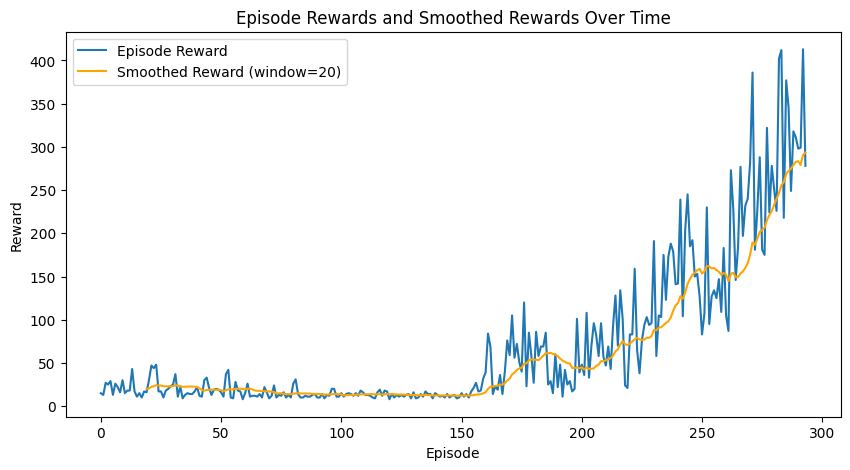 Episode Rewards and Smoothed Rewards Over Time
Episode Reward
Smoothed Reward (window=20)
400
350
300
250
200
150
100
50
0
Reward
0 50 100 150 200 250 300
Episode